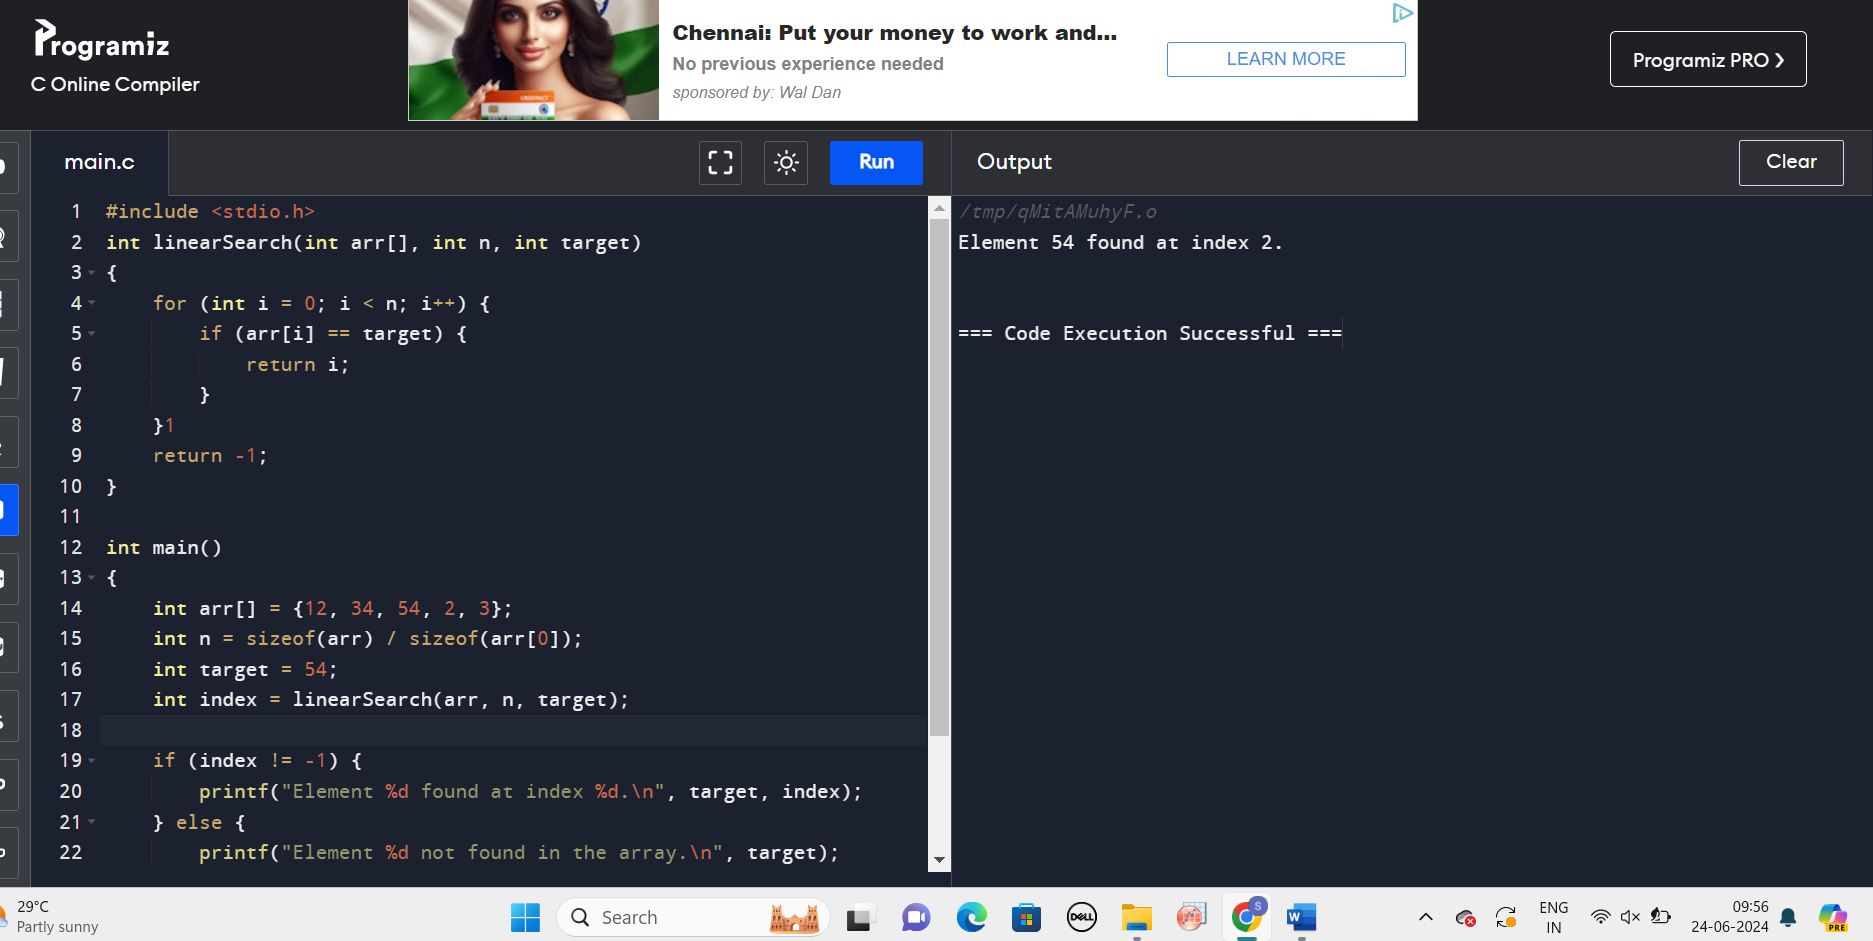 Programiz
C Online Compiler
Chennai: Put your money to work and...
No previous experience needed
sponsored by: Wal Dan
LEARN MORE
Programiz PRO ❯
main.c
Run
Output
Clear
1 #include <stdio.h>
2 int linearSearch(int arr[], int n, int target)
3 {
4     for (int i = 0; i < n; i++) {
5         if (arr[i] == target) {
6             return i;
7         }
8     }1
9     return -1;
10 }
11
12 int main()
13 {
14     int arr[] = {12, 34, 54, 2, 3};
15     int n = sizeof(arr) / sizeof(arr[0]);
16     int target = 54;
17     int index = linearSearch(arr, n, target);
18
19     if (index != -1) {
20         printf("Element %d found at index %d.\n", target, index);
21     } else {
22         printf("Element %d not found in the array.\n", target);
/tmp/qMitAMuhyF.o
Element 54 found at index 2.
=== Code Execution Successful ===
29°C
Partly sunny
Search
DELL
S
W
ENG
IN
09:56
24-06-2024
PRE